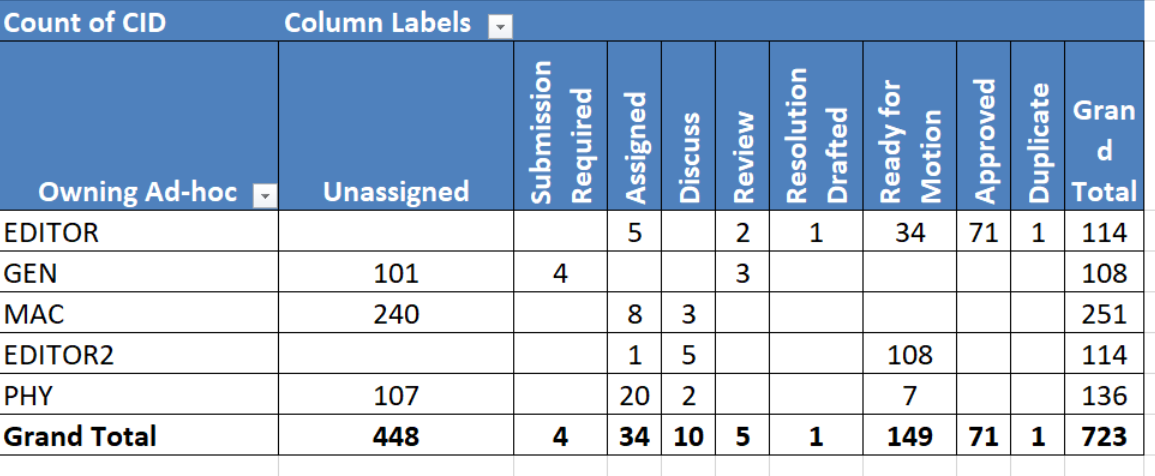 Count of CID Column Labels
Owning Ad-hoc Unassigned Submission Required Assigned Discuss Review Resolution Drafted Ready for Motion Approved Duplicate Gran d Total
EDITOR 5 2 1 34 71 1 114
GEN 101 4 3 108
MAC 240 8 3 251
EDITOR2 1 5 108 114
PHY 107 20 2 7 136
Grand Total 448 4 34 10 5 1 149 71 1 723